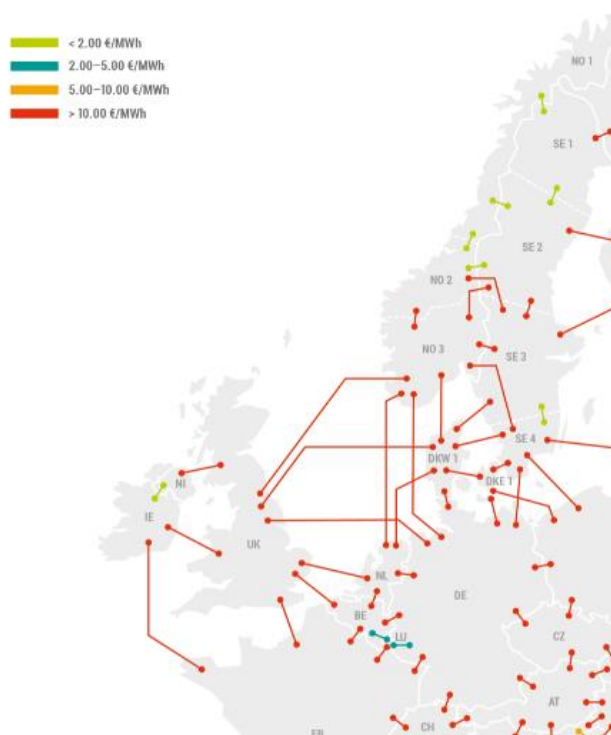 < 2.00 €/MWh
2.00–5.00 €/MWh
5.00–10.00 €/MWh
> 10.00 €/MWh
NO 1
SE 1
SE 2
NO 2
NO 3
SE 3
SE 4
DKW 1
DKE 1
NI
IE
UK
NL
BE
DE
LU
CZ
AT
CH